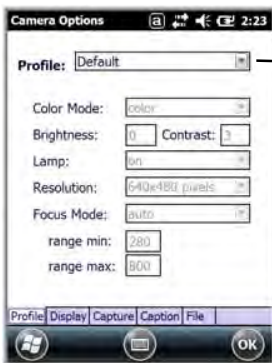 Camera Options a 2:23
Profile: Default
Color Mode: color
Brightness: 0 Contrast: 3
Lamp: on
Resolution: 640x480 pixels
Focus Mode: auto
range min: 280
range max: 800
Profile Display Capture Caption File
OK